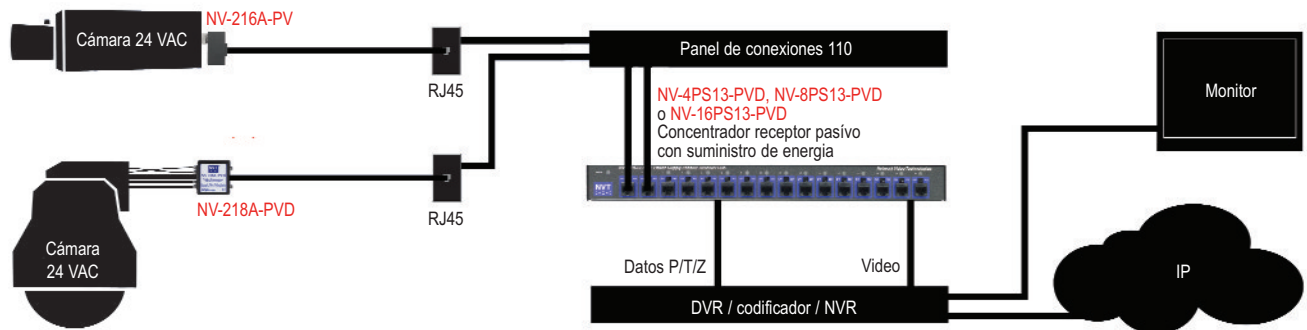 NV-216A-PV
Cámara 24 VAC
RJ45
Panel de conexiones 110
NV-4PS13-PVD, NV-8PS13-PVD
o NV-16PS13-PVD
Concentrador receptor pasívo
con suministro de energia
Monitor
NVT
NV-218A-PVD
RJ45
Cámara
24 VAC
Datos P/T/Z
Video
DVR / codificador / NVR
IP